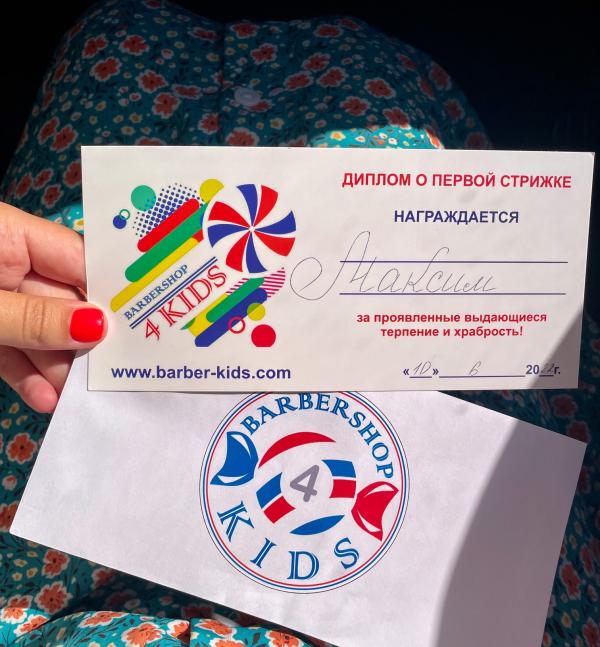 ДИПЛОМ О ПЕРВОЙ СТРИЖКЕ
НАГРАЖДАЕТСЯ
Максим
за проявленные выдающиеся
терпение и храбрость!
«10» 6 2022г.
BARBERSHOP
4 KIDS
www.barber-kids.com
BARBERSHOP
4
KIDS